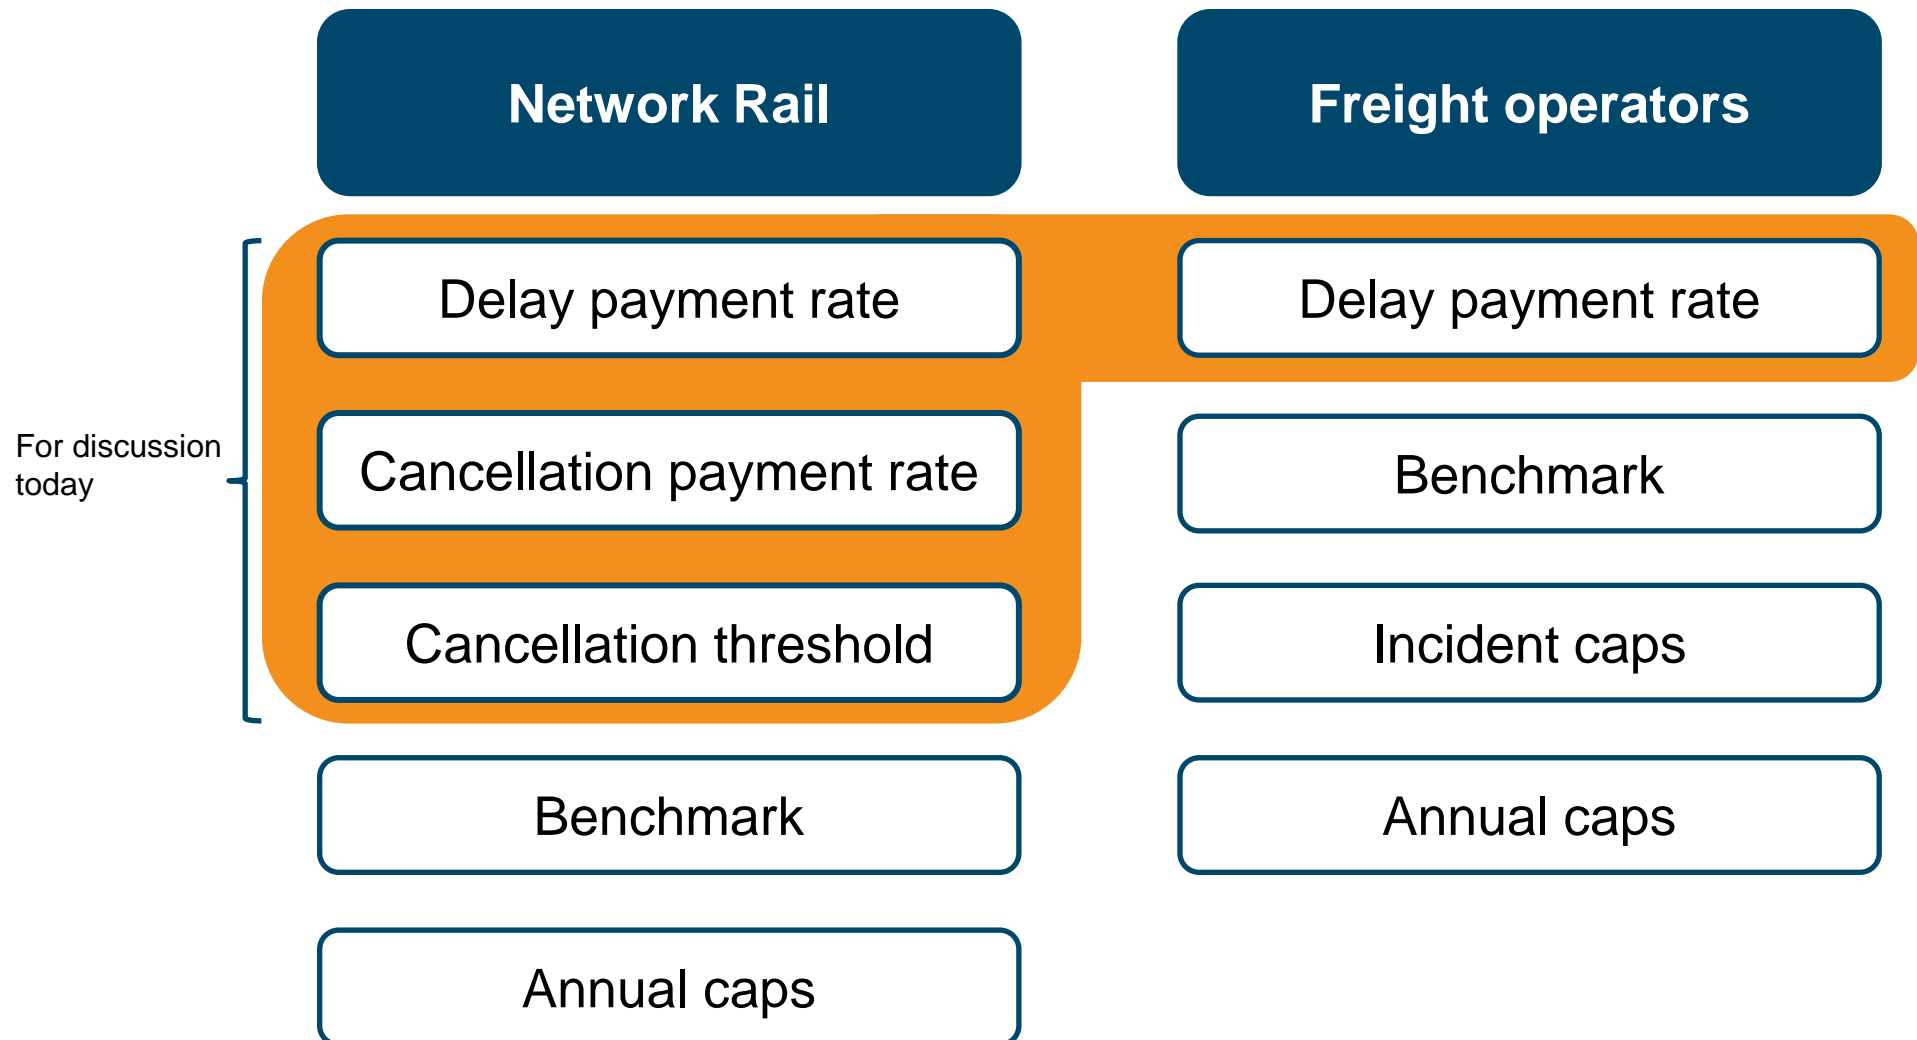 Network Rail
Freight operators
Delay payment rate
Delay payment rate
For discussion
today
Cancellation payment rate
Benchmark
Cancellation threshold
Incident caps
Benchmark
Annual caps
Annual caps